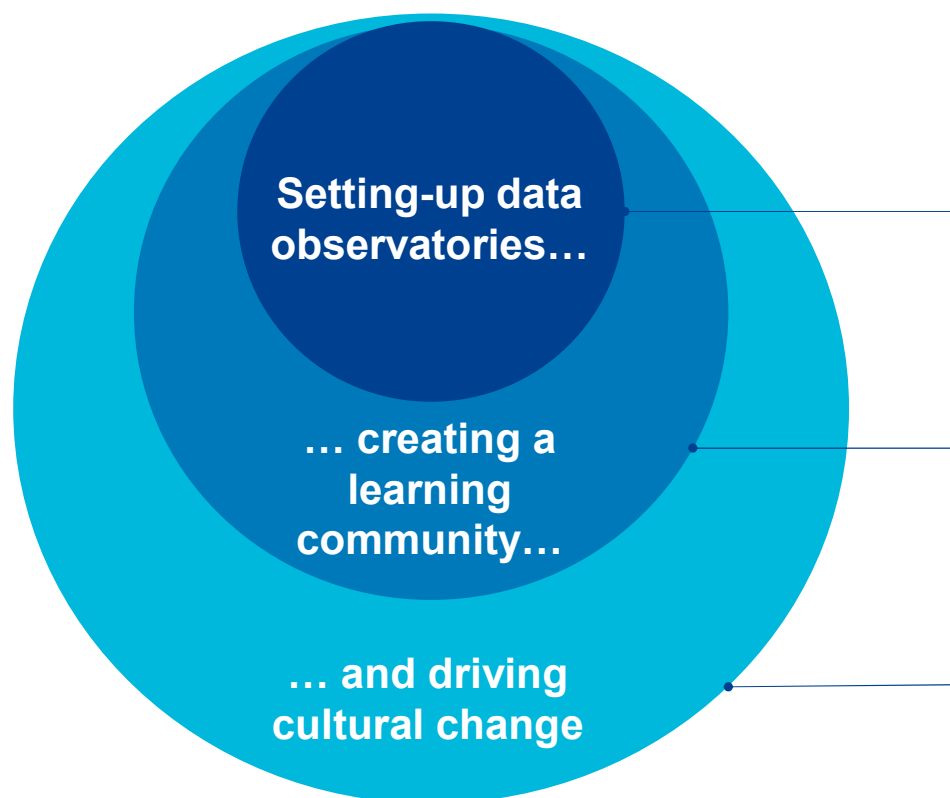 Setting-up data
observatories…
… creating a
learning
community…
… and driving
cultural change